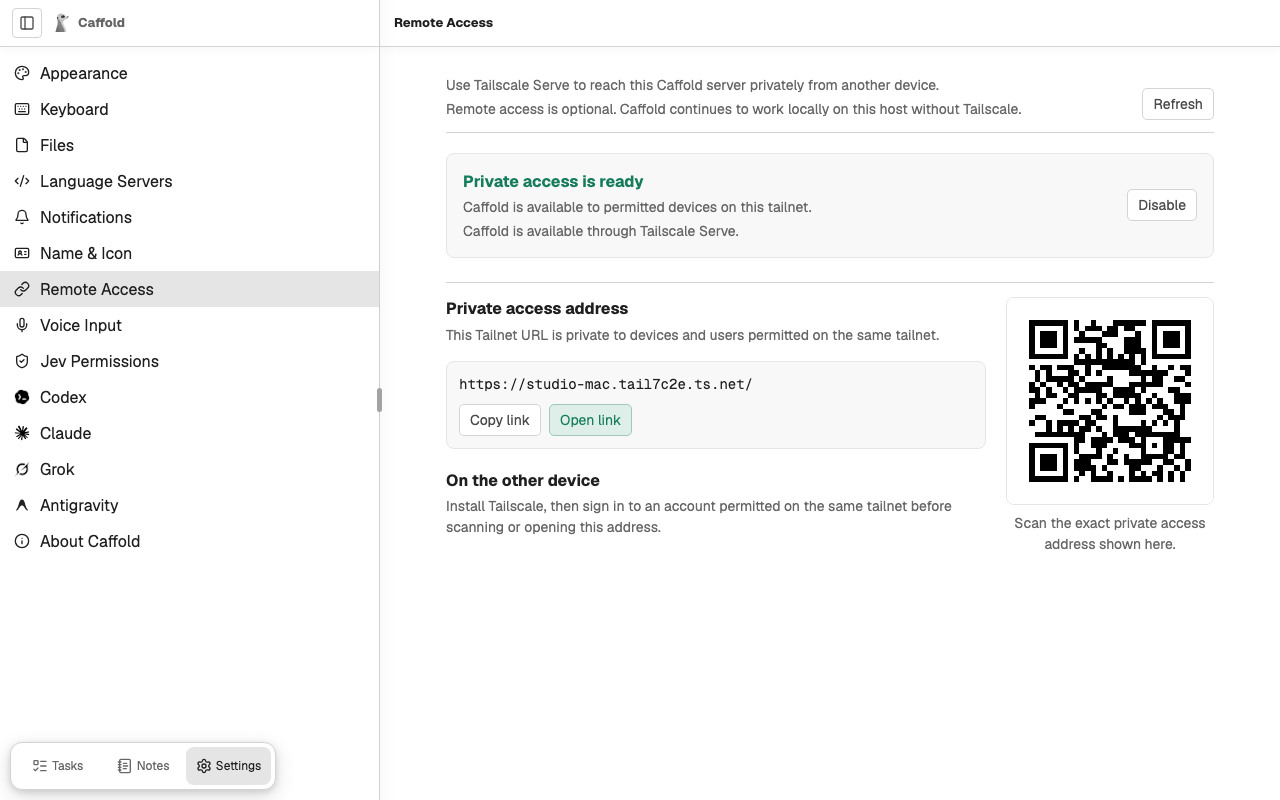 Caffold
Remote Access
Appearance
Keyboard
Files
Language Servers
Notifications
Name & Icon
Remote Access
Voice Input
Jev Permissions
Codex
Claude
Grok
Antigravity
About Caffold
Tasks
Notes
Settings
Use Tailscale Serve to reach this Caffold server privately from another device.
Remote access is optional. Caffold continues to work locally on this host without Tailscale.
Refresh
Private access is ready
Caffold is available to permitted devices on this tailnet.
Caffold is available through Tailscale Serve.
Disable
Private access address
This Tailnet URL is private to devices and users permitted on the same tailnet.
https://studio-mac.tail7c2e.ts.net/
Copy link
Open link
On the other device
Install Tailscale, then sign in to an account permitted on the same tailnet before
scanning or opening this address.
Scan the exact private access
address shown here.